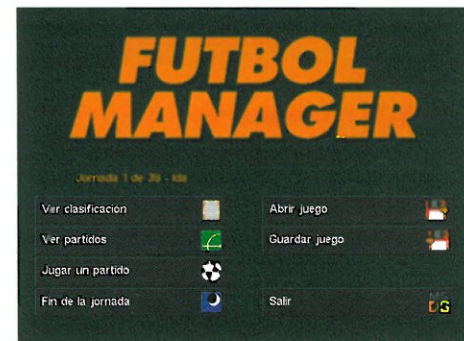 FUTBOL
MANAGER
Jornada 1 de 38 - Ida
Ver clasificación
Ver partidos
Jugar un partido
Fin de la jornada
Abrir juego
Guardar juego
Salir
MS
DG